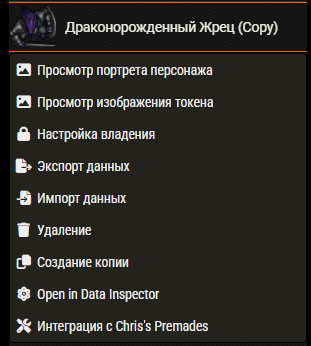 Драконорожденный Жрец (Copy)
Просмотр портрета персонажа
Просмотр изображения токена
Настройка владения
Экспорт данных
Импорт данных
Удаление
Создание копии
Open in Data Inspector
Интеграция с Chris's Premades